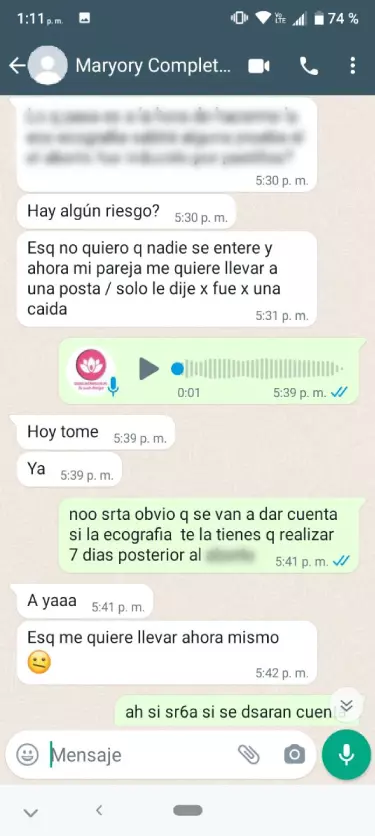 1:11 p. m.
Vo
LTE
74 %
Maryory Complet...
5:30 p. m.
Hay algún riesgo?
5:30 p. m.
Esq no quiero q nadie se entere y
ahora mi pareja me quiere llevar a
una posta / solo le dije x fue x una
caida
5:31 p. m.
0:01
5:39 p. m.
Hoy tome
5:39 p. m.
Ya
5:39 p. m.
noo srta obvio q se van a dar cuenta
si la ecografia te la tienes q realizar
7 dias posterior al
5:41 p. m.
A yaaa
5:41 p. m.
Esq me quiere llevar ahora mismo
5:42 p. m.
ah si sr6a si se dsaran cuenta
Mensaje